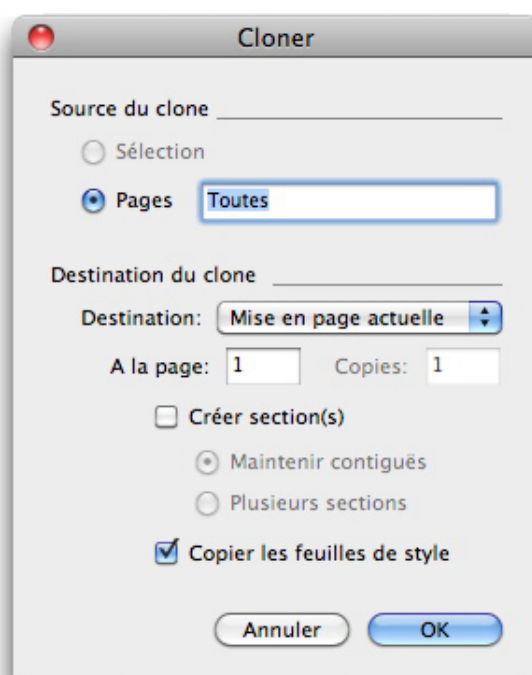 Cloner
Source du clone
Sélection
Pages Toutes
Destination du clone
Destination: Mise en page actuelle
A la page: 1 Copies: 1
Créer section(s)
Maintenir contiguës
Plusieurs sections
Copier les feuilles de style
Annuler OK